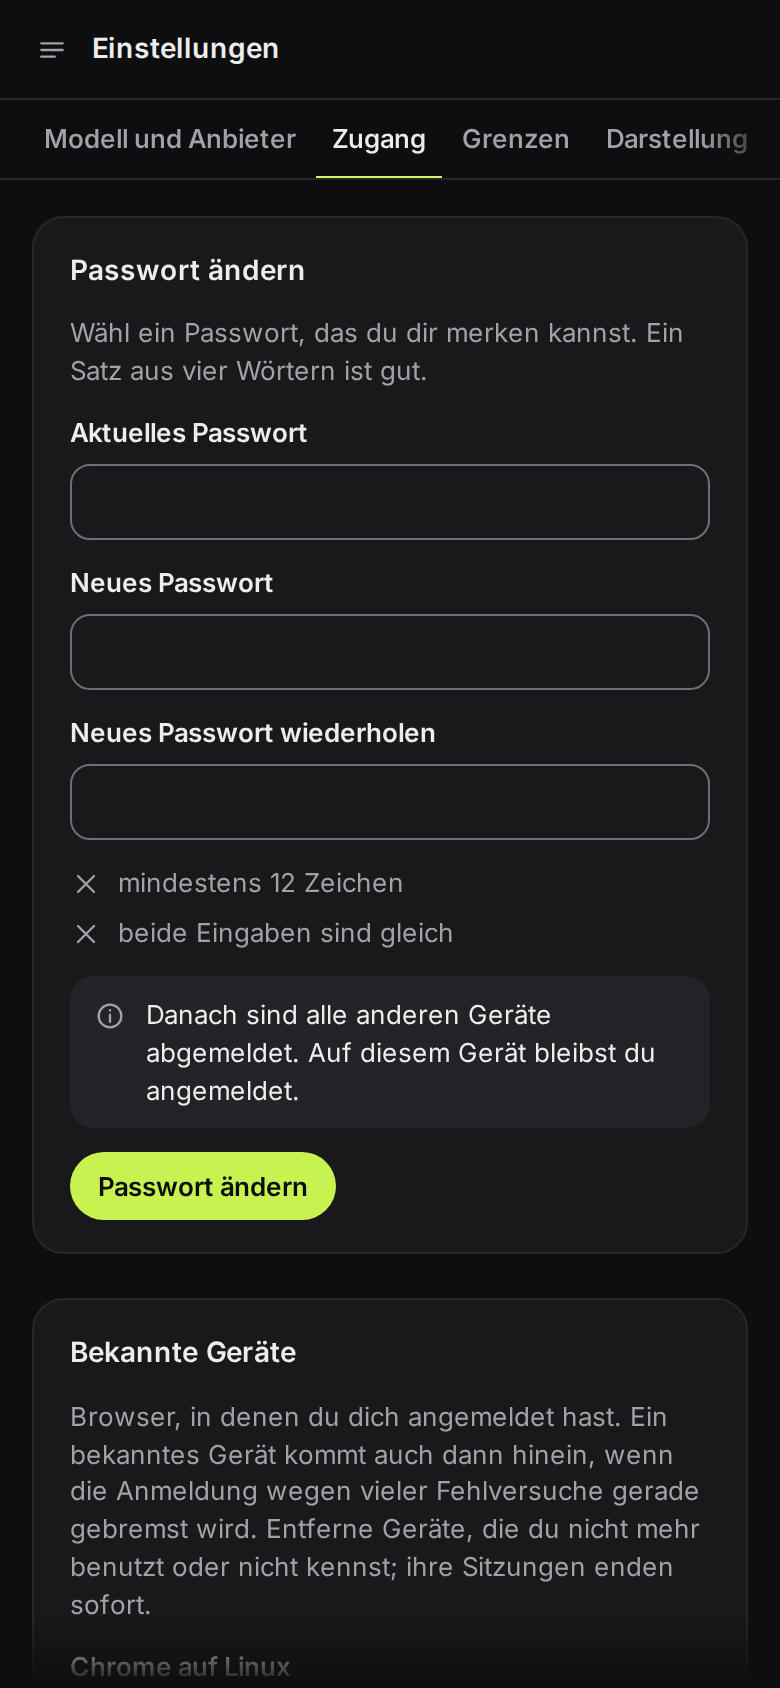 Einstellungen
Modell und Anbieter Zugang Grenzen Darstellung
Passwort ändern
Wähl ein Passwort, das du dir merken kannst. Ein
Satz aus vier Wörtern ist gut.
Aktuelles Passwort
Neues Passwort
Neues Passwort wiederholen
mindestens 12 Zeichen
beide Eingaben sind gleich
Danach sind alle anderen Geräte
abgemeldet. Auf diesem Gerät bleibst du
angemeldet.
Passwort ändern
Bekannte Geräte
Browser, in denen du dich angemeldet hast. Ein
bekanntes Gerät kommt auch dann hinein, wenn
die Anmeldung wegen vieler Fehlversuche gerade
gebremst wird. Entferne Geräte, die du nicht mehr
benutzt oder nicht kennst; ihre Sitzungen enden
sofort.
Chrome auf Linux